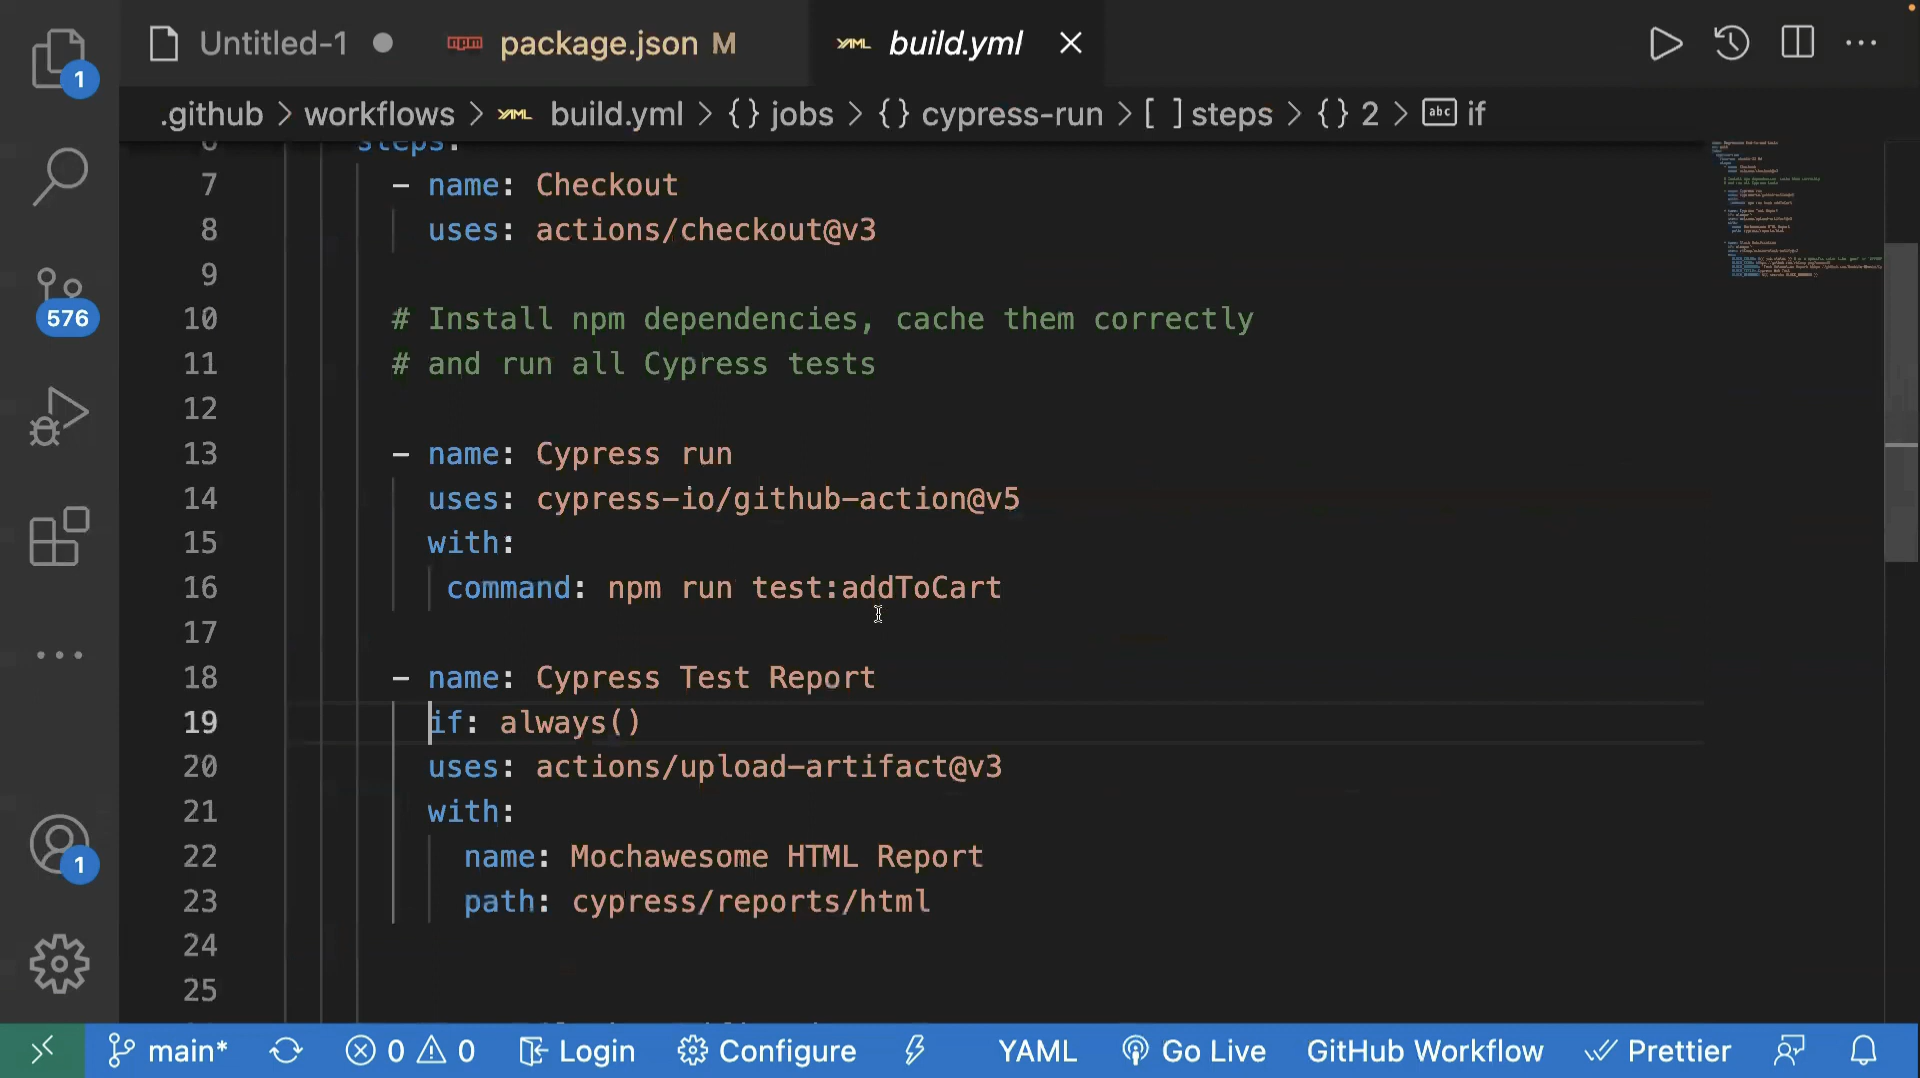 Untitled-1
package.json M
YAML build.yml
.github > workflows > YAML build.yml > {} jobs > {} cypress-run > [ ] steps > {} 2 > abc if
1
576
1
6 steps:
7 - name: Checkout
8 uses: actions/checkout@v3
9
10 # Install npm dependencies, cache them correctly
11 # and run all Cypress tests
12
13 - name: Cypress run
14 uses: cypress-io/github-action@v5
15 with:
16 command: npm run test:addToCart
17
18 - name: Cypress Test Report
19 if: always()
20 uses: actions/upload-artifact@v3
21 with:
22 name: Mochawesome HTML Report
23 path: cypress/reports/html
24
25
main* 0 0 Login Configure YAML Go Live GitHub Workflow Prettier